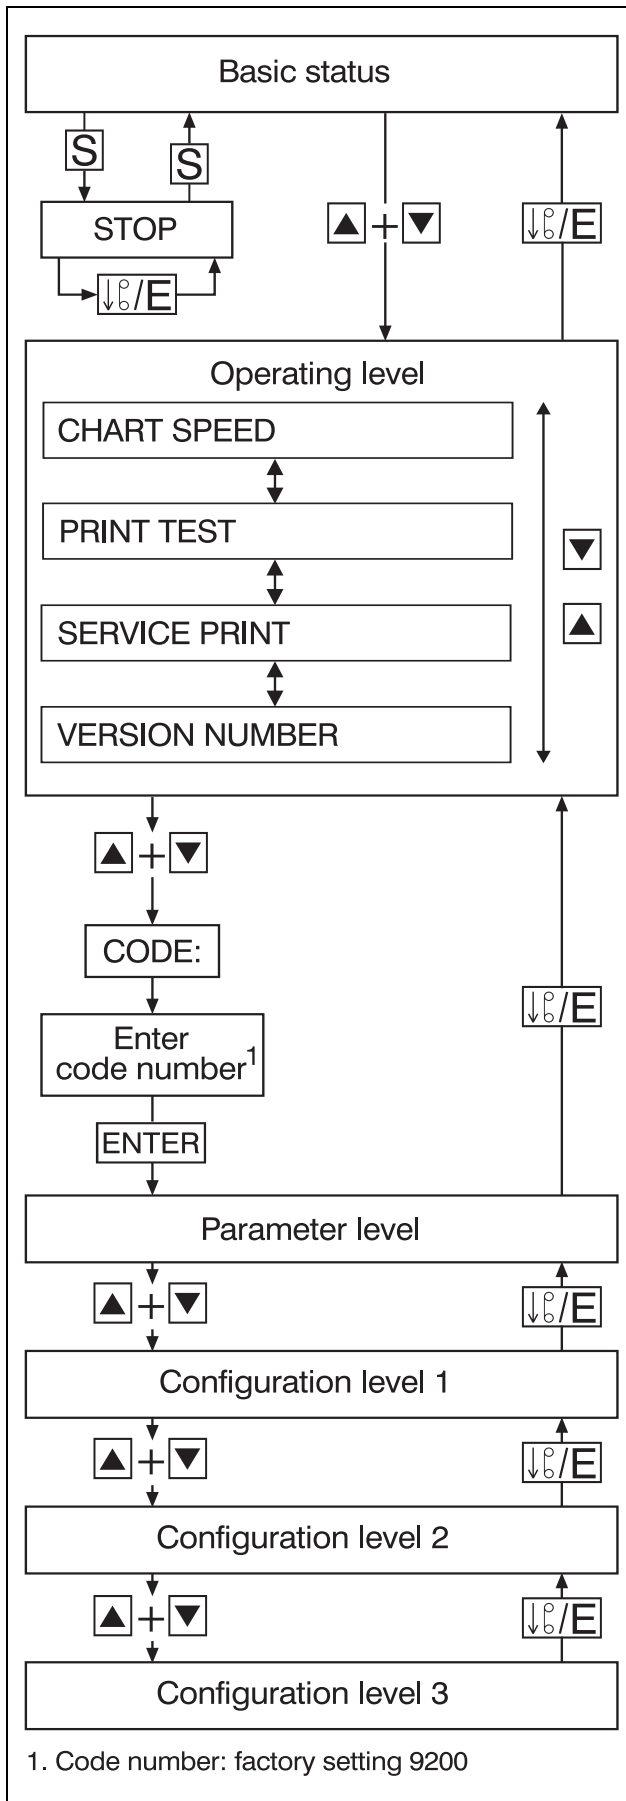 Basic status
S
S
STOP
/E
+
/E
Operating level
CHART SPEED
PRINT TEST
SERVICE PRINT
VERSION NUMBER
+
CODE:
Enter
code number1
ENTER
/E
Parameter level
+
/E
Configuration level 1
+
/E
Configuration level 2
+
/E
Configuration level 3
1. Code number: factory setting 9200